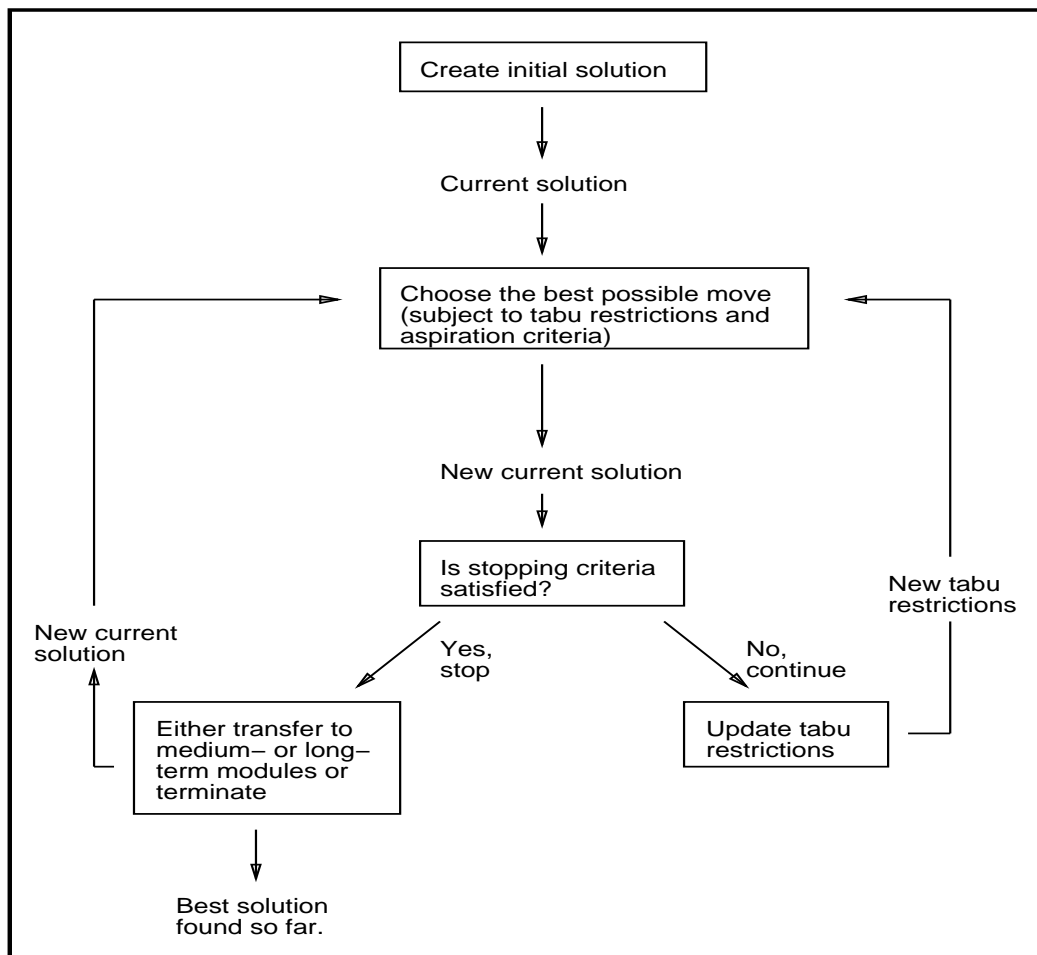 Create initial solution
Current solution
Choose the best possible move
(subject to tabu restrictions and
aspiration criteria)
New current solution
Is stopping criteria
satisfied?
New tabu
restrictions
New current
solution
Yes,
stop
No,
continue
Either transfer to
medium– or long–
term modules or
terminate
Update tabu
restrictions
Best solution
found so far.